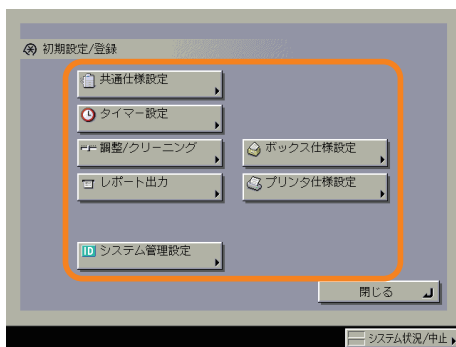 初期設定/登録
共通仕様設定
タイマー設定
調整/クリーニング
ボックス仕様設定
レポート出力
プリンタ仕様設定
ID システム管理設定
閉じる
システム状況/中止